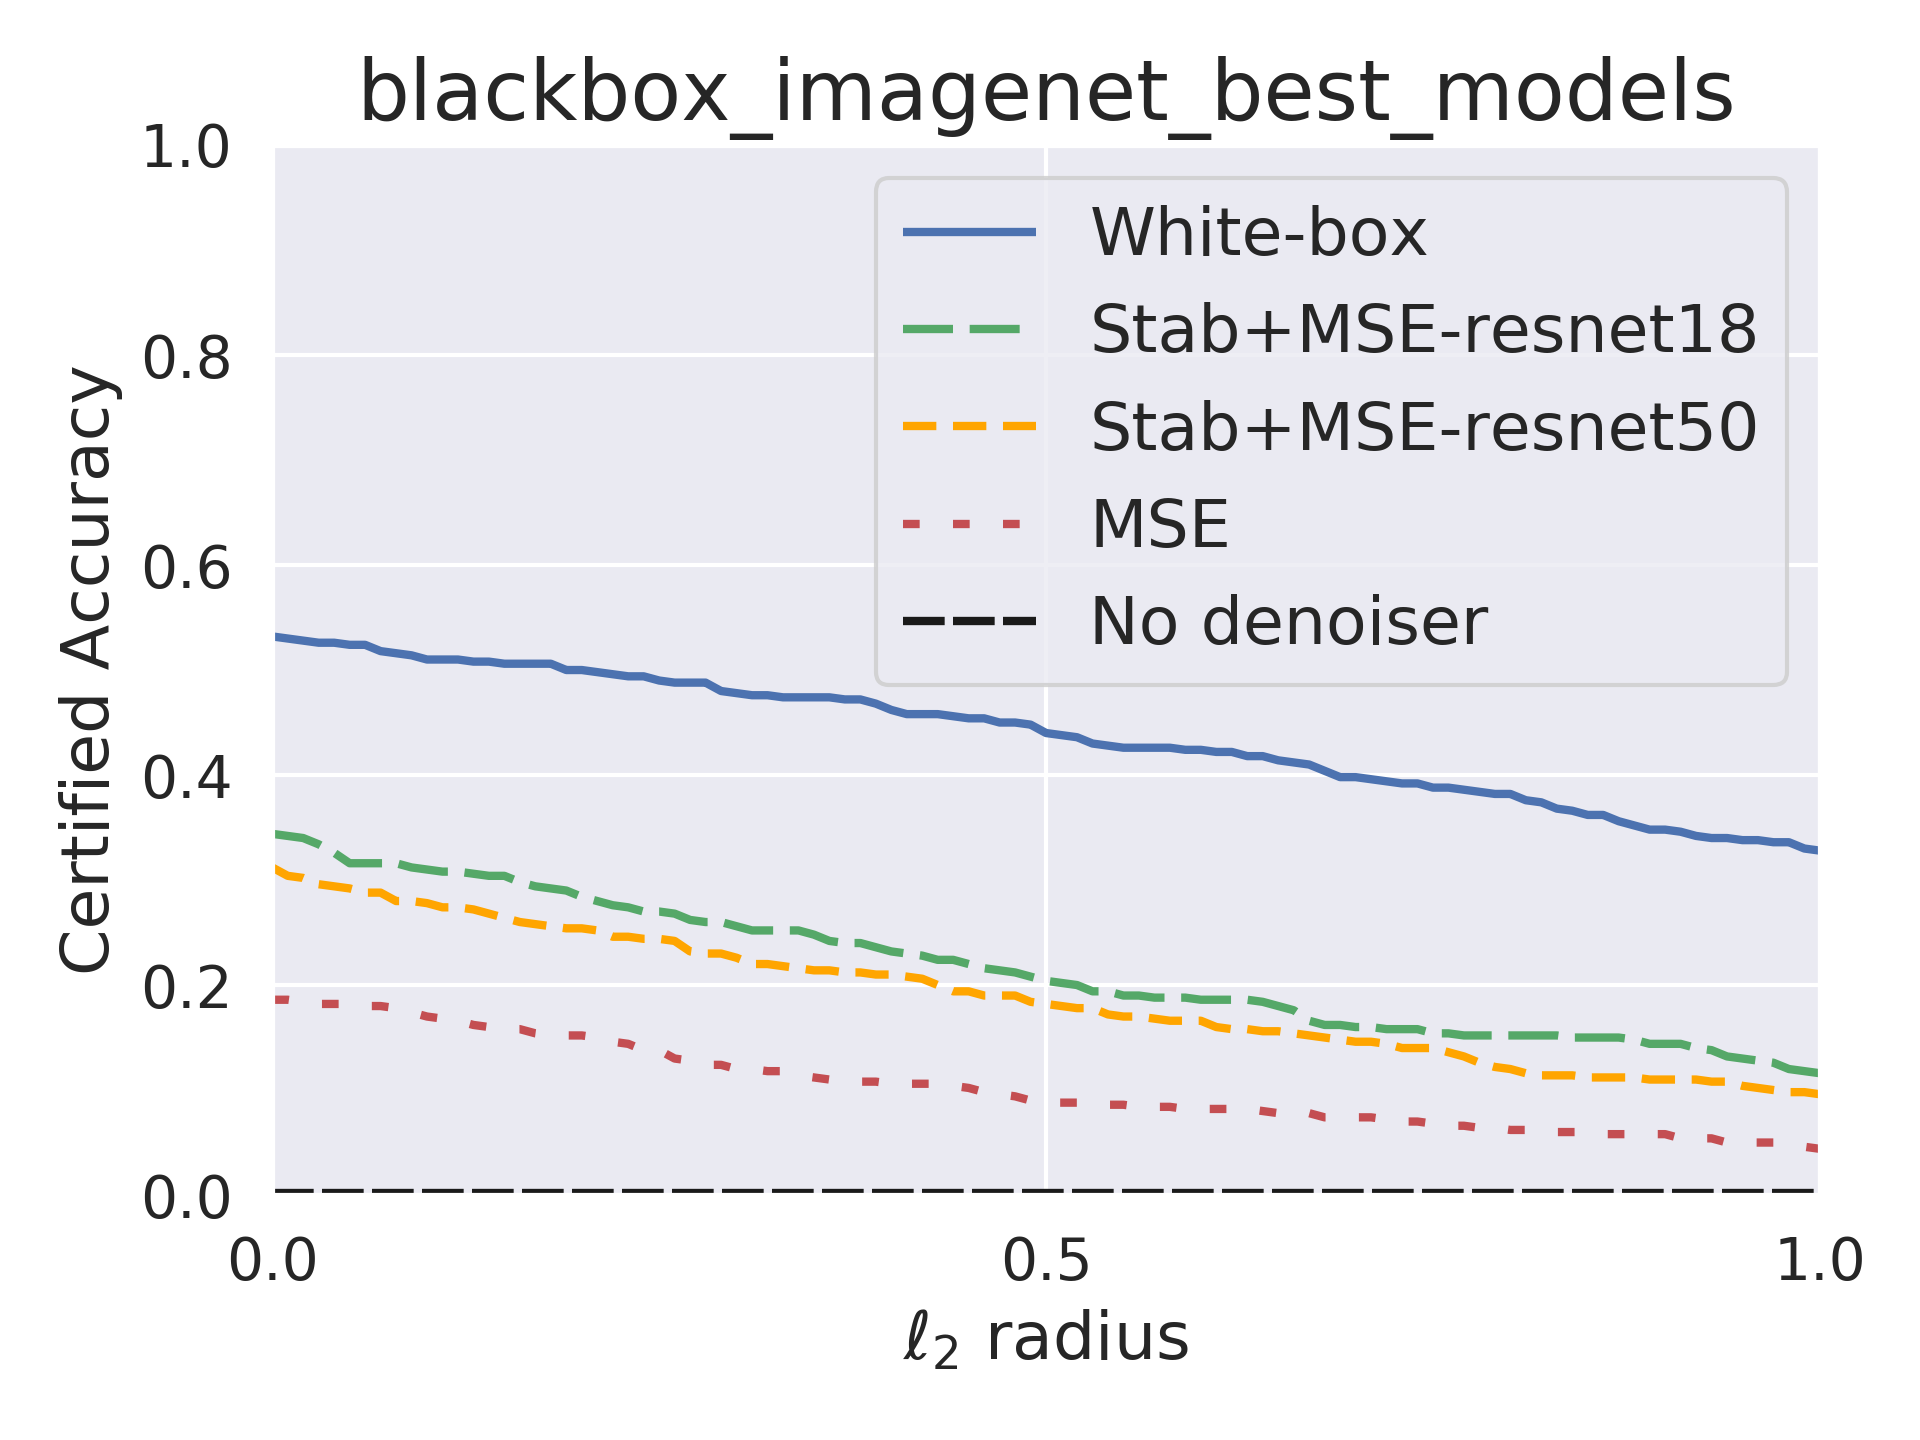 blackbox_imagenet_best_models
1.0
0.8
0.6
0.4
0.2
0.0
Certified Accuracy
White-box
Stab+MSE-resnet18
Stab+MSE-resnet50
MSE
No denoiser
0.0 0.5 1.0
ℓ₂ radius